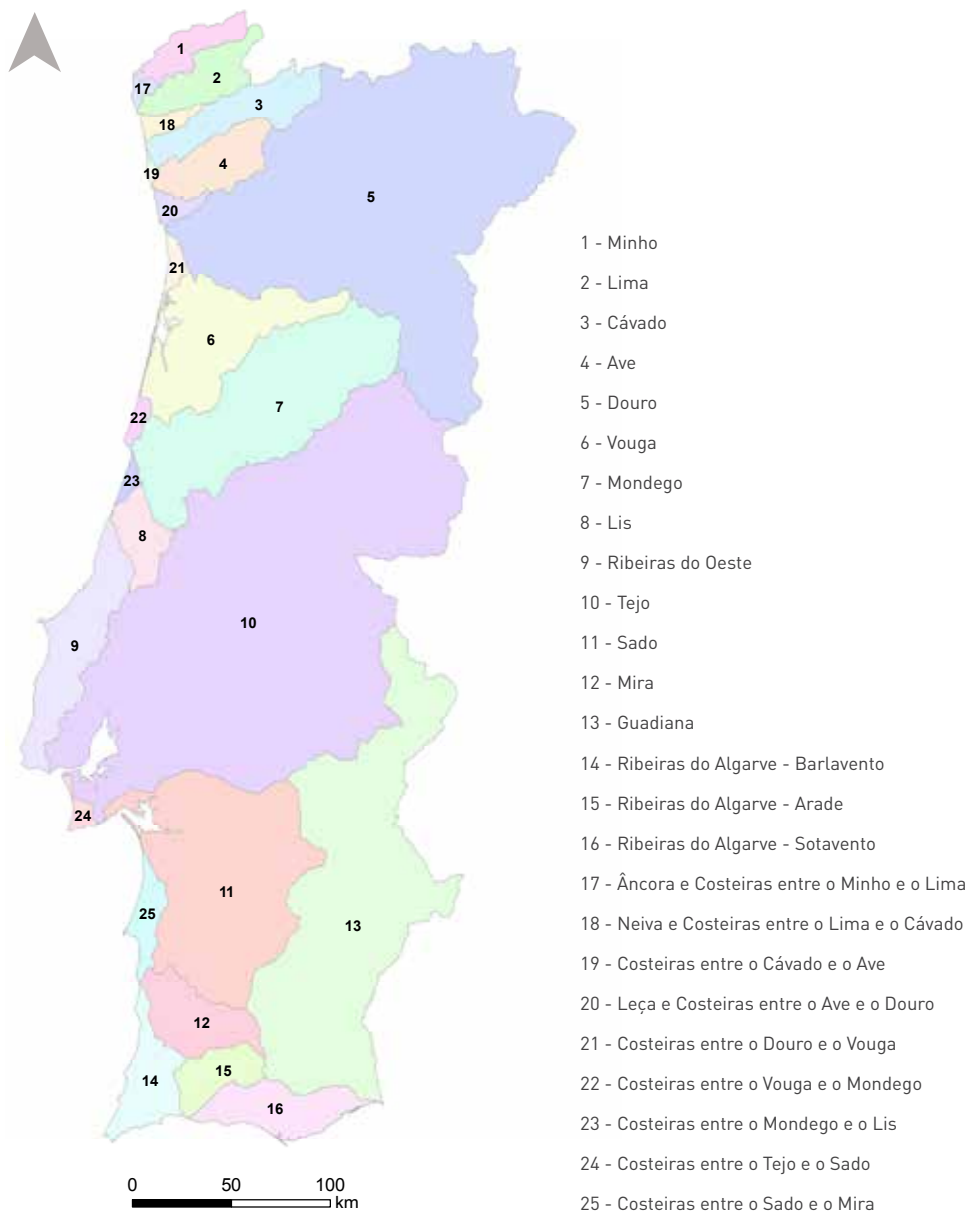 1
2
17
3
18
4
19
5
20
21
6
7
22
23
8
10
9
24
11
25
13
12
15
14
16
0 50 100
km
1 - Minho
2 - Lima
3 - Cávado
4 - Ave
5 - Douro
6 - Vouga
7 - Mondego
8 - Lis
9 - Ribeiras do Oeste
10 - Tejo
11 - Sado
12 - Mira
13 - Guadiana
14 - Ribeiras do Algarve - Barlavento
15 - Ribeiras do Algarve - Arade
16 - Ribeiras do Algarve - Sotavento
17 - Âncora e Costeiras entre o Minho e o Lima
18 - Neiva e Costeiras entre o Lima e o Cávado
19 - Costeiras entre o Cávado e o Ave
20 - Leça e Costeiras entre o Ave e o Douro
21 - Costeiras entre o Douro e o Vouga
22 - Costeiras entre o Vouga e o Mondego
23 - Costeiras entre o Mondego e o Lis
24 - Costeiras entre o Tejo e o Sado
25 - Costeiras entre o Sado e o Mira